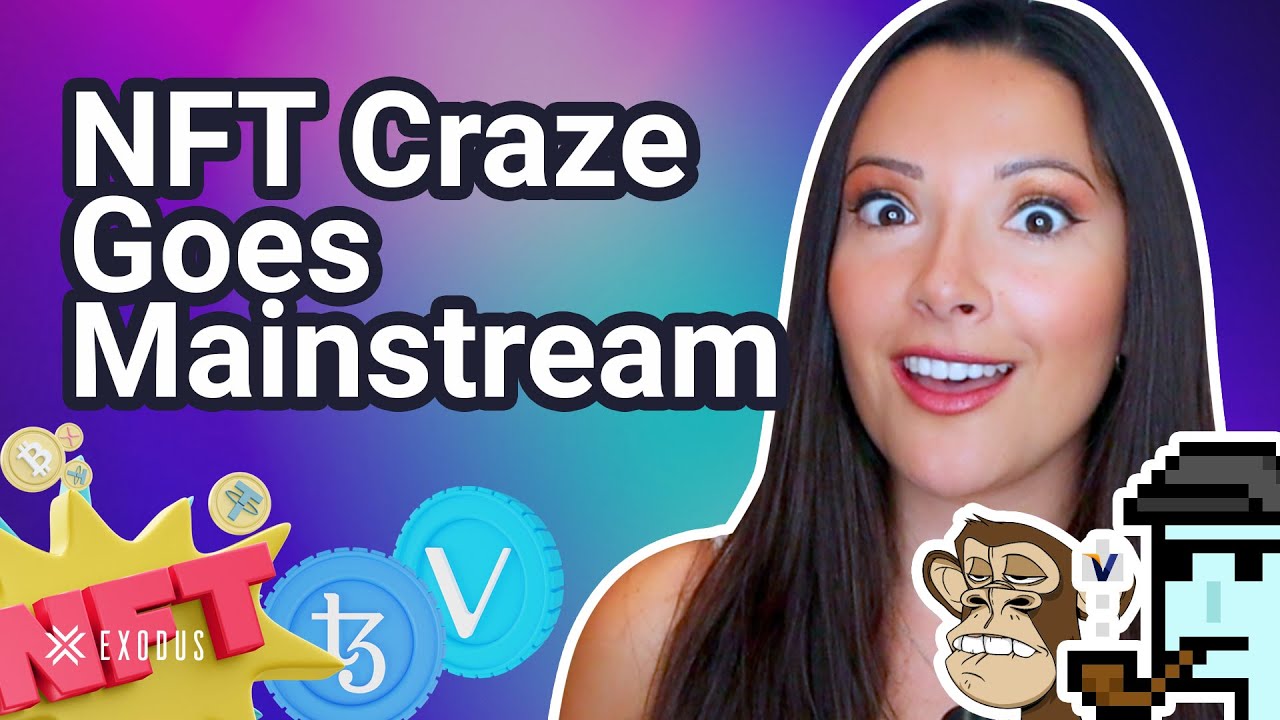 NFT Craze
Goes
Mainstream
NFT
EXODUS
V
V